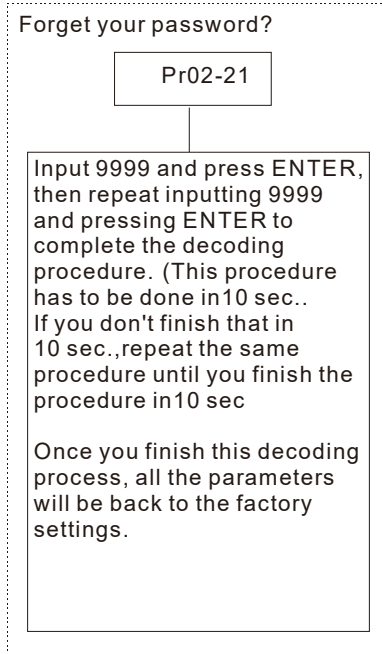 Forget your password?
Pr02-21
Input 9999 and press ENTER,
then repeat inputting 9999
and pressing ENTER to
complete the decoding
procedure. (This procedure
has to be done in10 sec..
If you don't finish that in
10 sec.,repeat the same
procedure until you finish the
procedure in10 sec
Once you finish this decoding
process, all the parameters
will be back to the factory
settings.